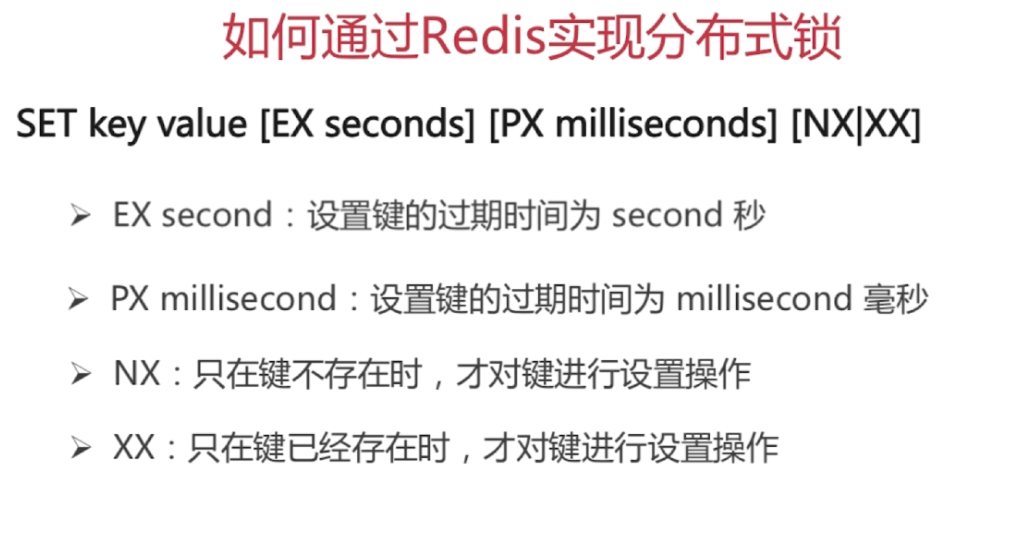 如何通过Redis实现分布式锁
SET key value [EX seconds] [PX milliseconds] [NX|XX]
➢ EX second：设置键的过期时间为 second 秒
➢ PX millisecond：设置键的过期时间为 millisecond 毫秒
➢ NX：只在键不存在时，才对键进行设置操作
➢ XX：只在键已经存在时，才对键进行设置操作